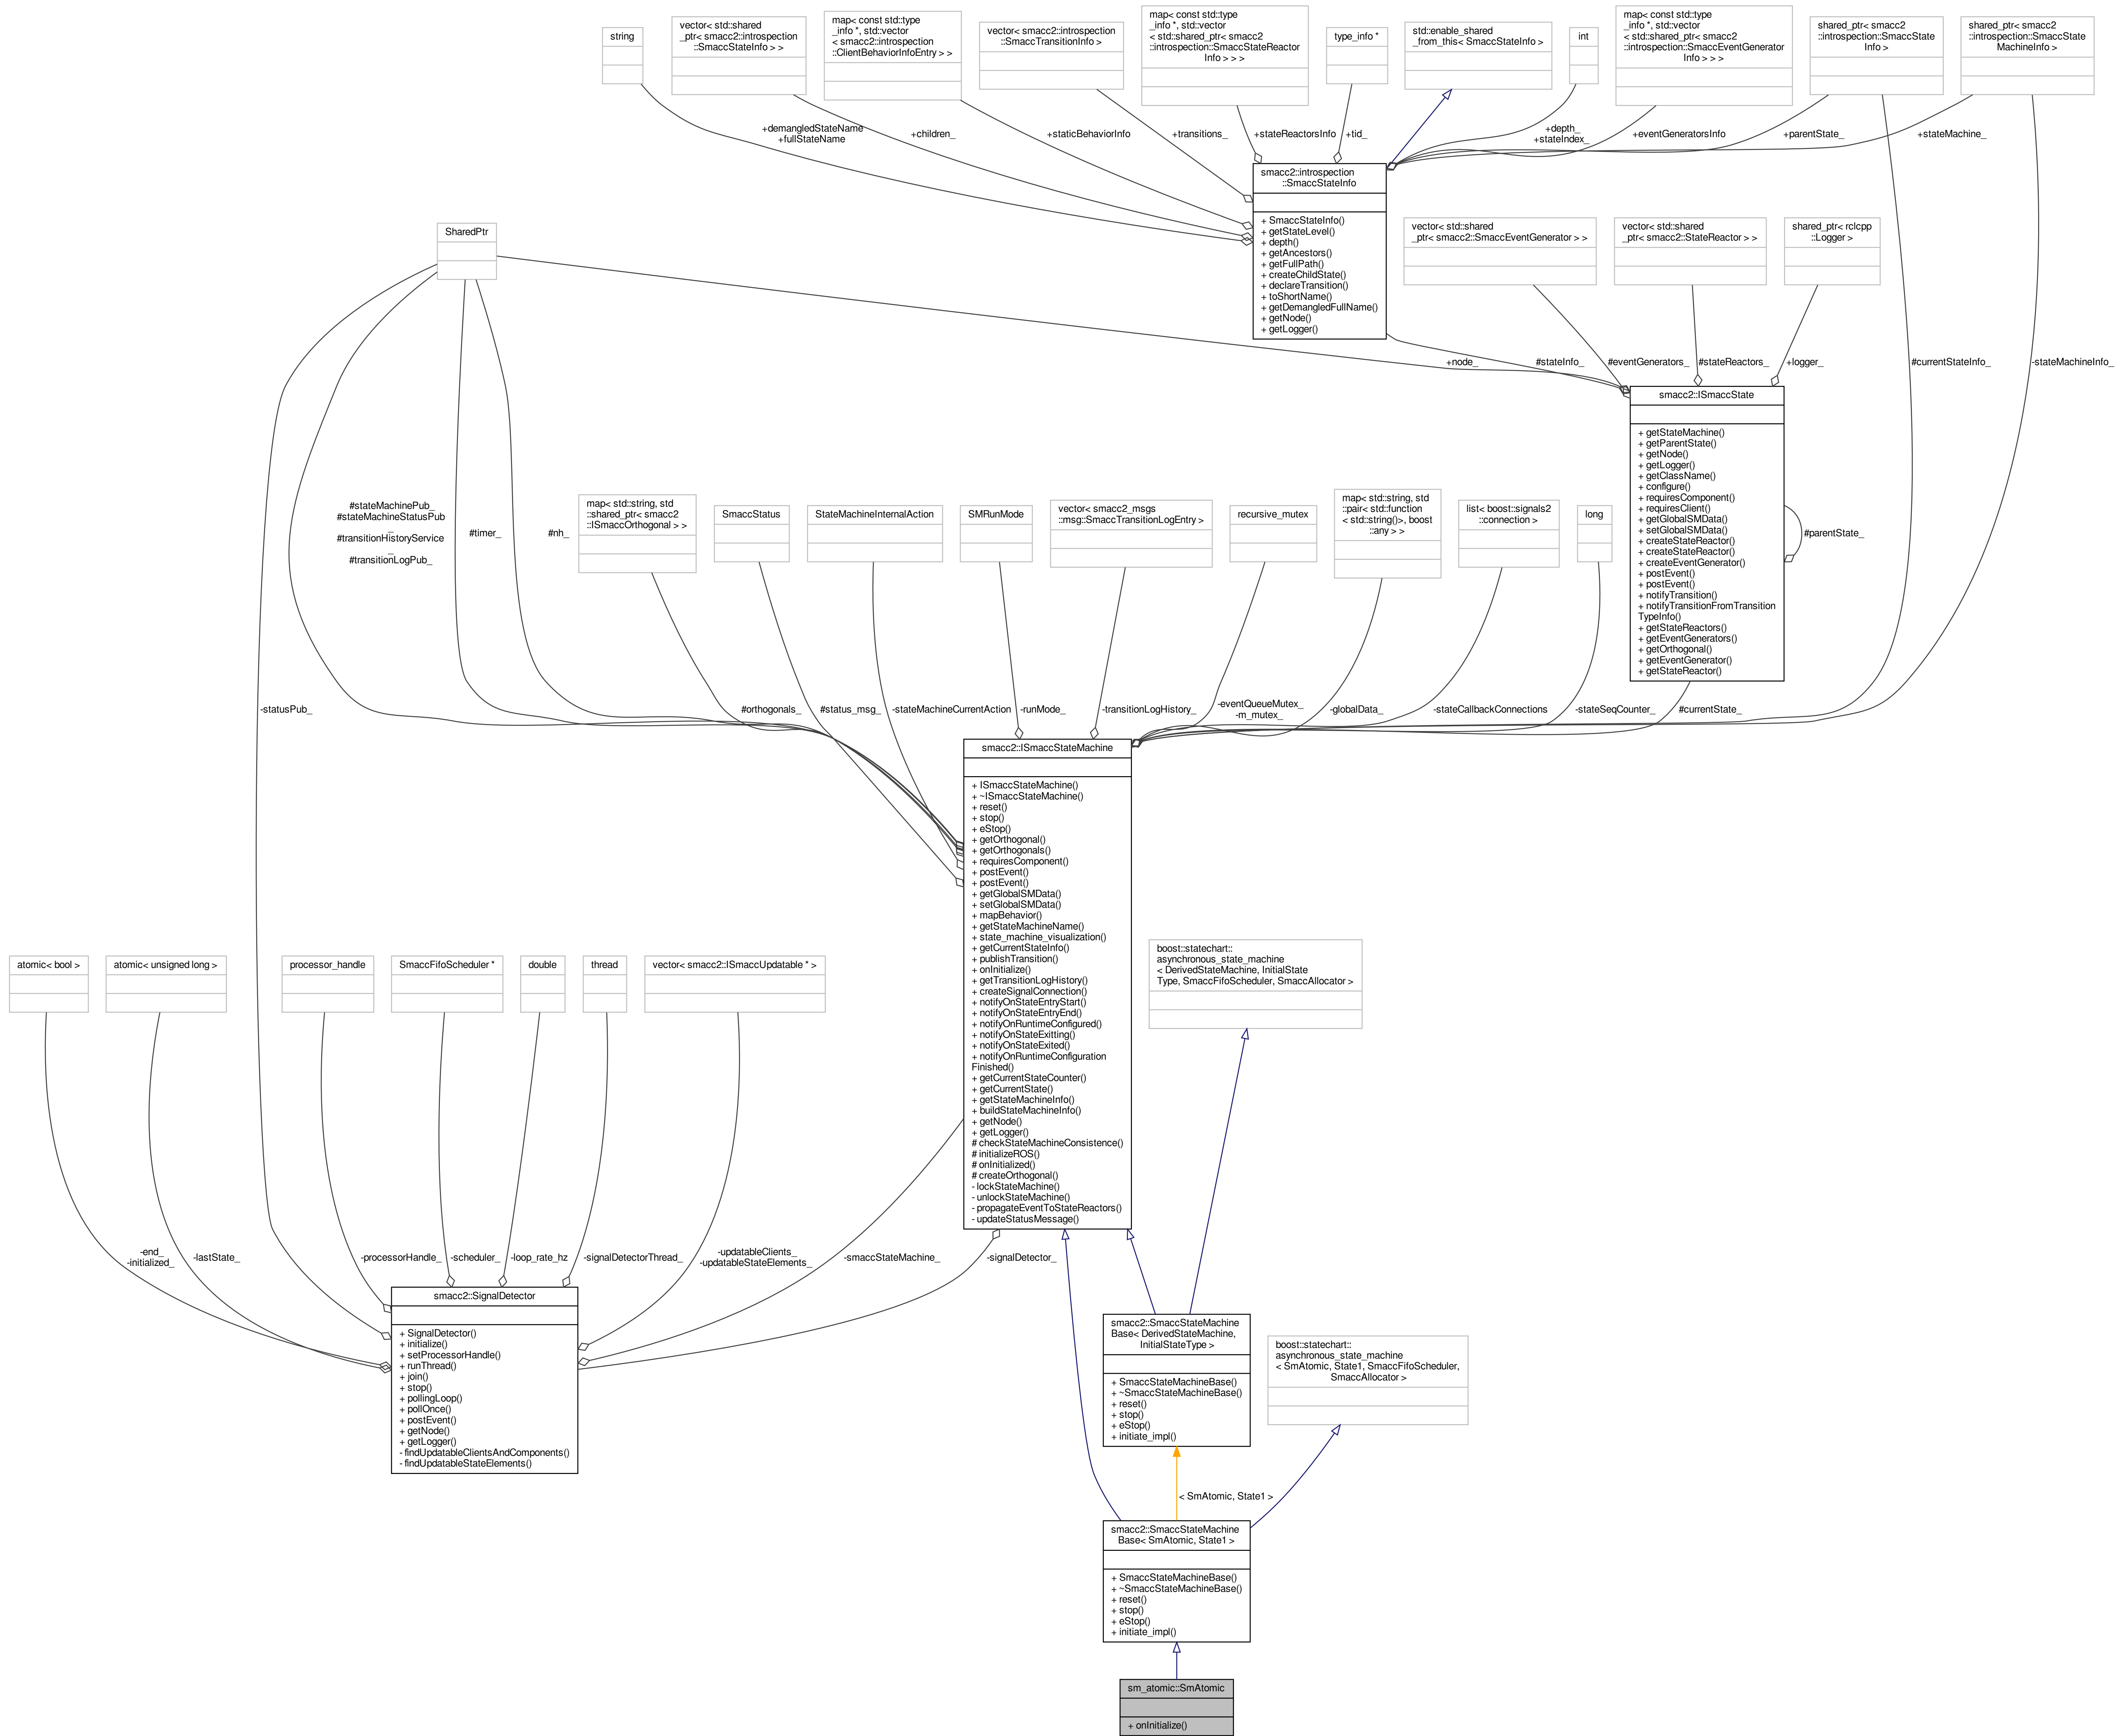 string
vector< std::shared
_ptr< smacc2::introspection
::SmaccStateInfo > >
map< const std::type
_info *, std::vector
< smacc2::introspection
::ClientBehaviorInfoEntry > >
vector< smacc2::introspection
::SmaccTransitionInfo >
map< const std::type
_info *, std::vector
< std::shared_ptr< smacc2
::introspection::SmaccStateReactor
Info > > >
type_info *
std::enable_shared
_from_this< SmaccStateInfo >
int
map< const std::type
_info *, std::vector
< std::shared_ptr< smacc2
::introspection::SmaccEventGenerator
Info > > >
shared_ptr< smacc2
::introspection::SmaccState
Info >
shared_ptr< smacc2
::introspection::SmaccState
MachineInfo >
+demangledStateName
+fullStateName
+children_
+staticBehaviorInfo
+transitions_
+stateReactorsInfo
+tid_
+depth_
+stateIndex_
+eventGeneratorsInfo
+parentState_
+stateMachine_
smacc2::introspection
::SmaccStateInfo
+ SmaccStateInfo()
+ getStateLevel()
+ depth()
+ getAncestors()
+ getFullPath()
+ createChildState()
+ declareTransition()
+ toShortName()
+ getDemangledFullName()
+ getNode()
+ getLogger()
SharedPtr
vector< std::shared
_ptr< smacc2::SmaccEventGenerator > >
vector< std::shared
_ptr< smacc2::StateReactor > >
shared_ptr< rclcpp
::Logger >
+node_
#stateInfo_
#eventGenerators_
#stateReactors_
+logger_
#currentStateInfo_
-stateMachineInfo_
smacc2::ISmaccState
+ getStateMachine()
+ getParentState()
+ getNode()
+ getLogger()
+ getClassName()
+ configure()
+ requiresComponent()
+ requiresClient()
+ getGlobalSMData()
+ setGlobalSMData()
+ createStateReactor()
+ createStateReactor()
+ createEventGenerator()
+ postEvent()
+ postEvent()
+ notifyTransition()
+ notifyTransitionFromTransition
TypeInfo()
+ getStateReactors()
+ getEventGenerators()
+ getOrthogonal()
+ getEventGenerator()
+ getStateReactor()
#parentState_
#stateMachinePub_
#stateMachineStatusPub
_
#transitionHistoryService
_
#transitionLogPub_
#timer_
#nh_
map< std::string, std
::shared_ptr< smacc2
::ISmaccOrthogonal > >
SmaccStatus
StateMachineInternalAction
SMRunMode
vector< smacc2_msgs
::msg::SmaccTransitionLogEntry >
recursive_mutex
map< std::string, std
::pair< std::function
< std::string()>, boost
::any > >
list< boost::signals2
::connection >
long
-statusPub_
#orthogonals_
#status_msg_
-stateMachineCurrentAction
-runMode_
-transitionLogHistory_
-eventQueueMutex_
-m_mutex_
-globalData_
-stateCallbackConnections
-stateSeqCounter_
#currentState_
smacc2::ISmaccStateMachine
+ ISmaccStateMachine()
+ ~ISmaccStateMachine()
+ reset()
+ stop()
+ eStop()
+ getOrthogonal()
+ getOrthogonals()
+ requiresComponent()
+ postEvent()
+ postEvent()
+ getGlobalSMData()
+ setGlobalSMData()
+ mapBehavior()
+ getStateMachineName()
+ state_machine_visualization()
+ getCurrentStateInfo()
+ publishTransition()
+ onInitialize()
+ getTransitionLogHistory()
+ createSignalConnection()
+ notifyOnStateEntryStart()
+ notifyOnStateEntryEnd()
+ notifyOnRuntimeConfigured()
+ notifyOnStateExitting()
+ notifyOnStateExited()
+ notifyOnRuntimeConfiguration
Finished()
+ getCurrentStateCounter()
+ getCurrentState()
+ getStateMachineInfo()
+ buildStateMachineInfo()
+ getNode()
+ getLogger()
# checkStateMachineConsistence()
# initializeROS()
# onInitialized()
# createOrthogonal()
- lockStateMachine()
- unlockStateMachine()
- propagateEventToStateReactors()
- updateStatusMessage()
atomic< bool >
atomic< unsigned long >
processor_handle
SmaccFifoScheduler *
double
thread
vector< smacc2::ISmaccUpdatable * >
boost::statechart::
asynchronous_state_machine
< DerivedStateMachine, InitialState
Type, SmaccFifoScheduler, SmaccAllocator >
-end_
-initialized_
-lastState_
-processorHandle_
-scheduler_
-loop_rate_hz
-signalDetectorThread_
-updatableClients_
-updatableStateElements_
-smaccStateMachine_
-signalDetector_
smacc2::SignalDetector
+ SignalDetector()
+ initialize()
+ setProcessorHandle()
+ runThread()
+ join()
+ stop()
+ pollingLoop()
+ pollOnce()
+ postEvent()
+ getNode()
+ getLogger()
- findUpdatableClientsAndComponents()
- findUpdatableStateElements()
smacc2::SmaccStateMachine
Base< DerivedStateMachine,
InitialStateType >
+ SmaccStateMachineBase()
+ ~SmaccStateMachineBase()
+ reset()
+ stop()
+ eStop()
+ initiate_impl()
boost::statechart::
asynchronous_state_machine
< SmAtomic, State1, SmaccFifoScheduler,
SmaccAllocator >
< SmAtomic, State1 >
smacc2::SmaccStateMachine
Base< SmAtomic, State1 >
+ SmaccStateMachineBase()
+ ~SmaccStateMachineBase()
+ reset()
+ stop()
+ eStop()
+ initiate_impl()
sm_atomic::SmAtomic
+ onInitialize()